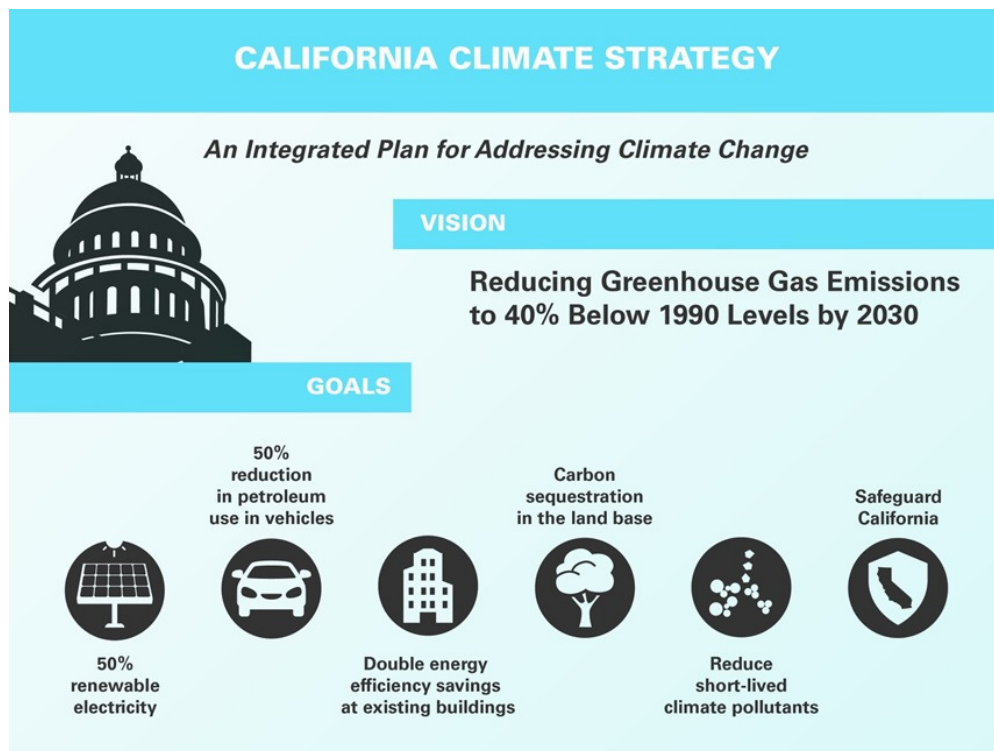 CALIFORNIA CLIMATE STRATEGY
An Integrated Plan for Addressing Climate Change
VISION
Reducing Greenhouse Gas Emissions
to 40% Below 1990 Levels by 2030
GOALS
50%
renewable
electricity
50%
reduction
in petroleum
use in vehicles
Double energy
efficiency savings
at existing buildings
Carbon
sequestration
in the land base
Reduce
short-lived
climate pollutants
Safeguard
California